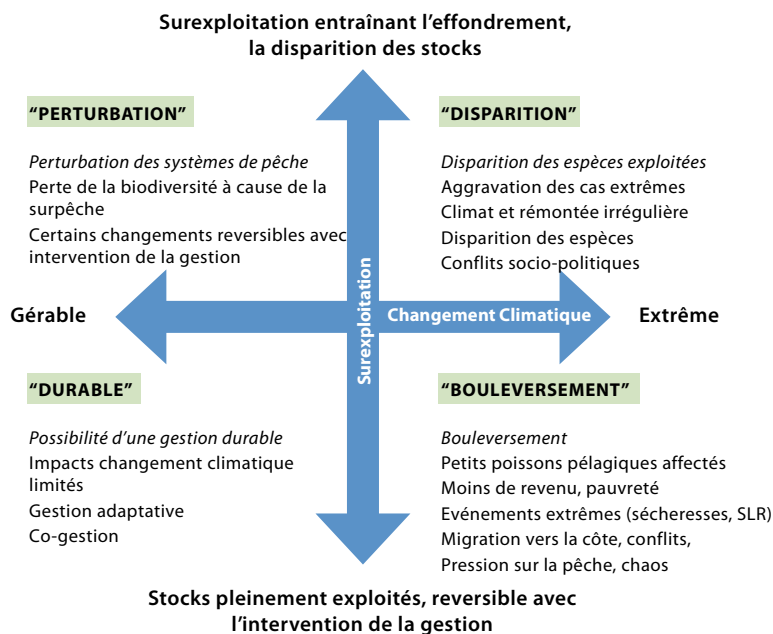 Surexploitation entraînant l’effondrement,
la disparition des stocks
“PERTURBATION”
Perturbation des systèmes de pêche
Perte de la biodiversité à cause de la
surpêche
Certains changements reversibles avec
intervention de la gestion
“DISPARITION”
Disparition des espèces exploitées
Aggravation des cas extrêmes
Climat et rémontée irrégulière
Disparition des espèces
Conflits socio-politiques
Gérable
Surexploitation
Changement Climatique
Extrême
“DURABLE”
Possibilité d’une gestion durable
Impacts changement climatique
limités
Gestion adaptative
Co-gestion
“BOULEVERSEMENT”
Bouleversement
Petits poissons pélagiques affectés
Moins de revenu, pauvreté
Evénements extrêmes (sécheresses, SLR)
Migration vers la côte, conflits,
Pression sur la pêche, chaos
Stocks pleinement exploités, reversible avec
l’intervention de la gestion